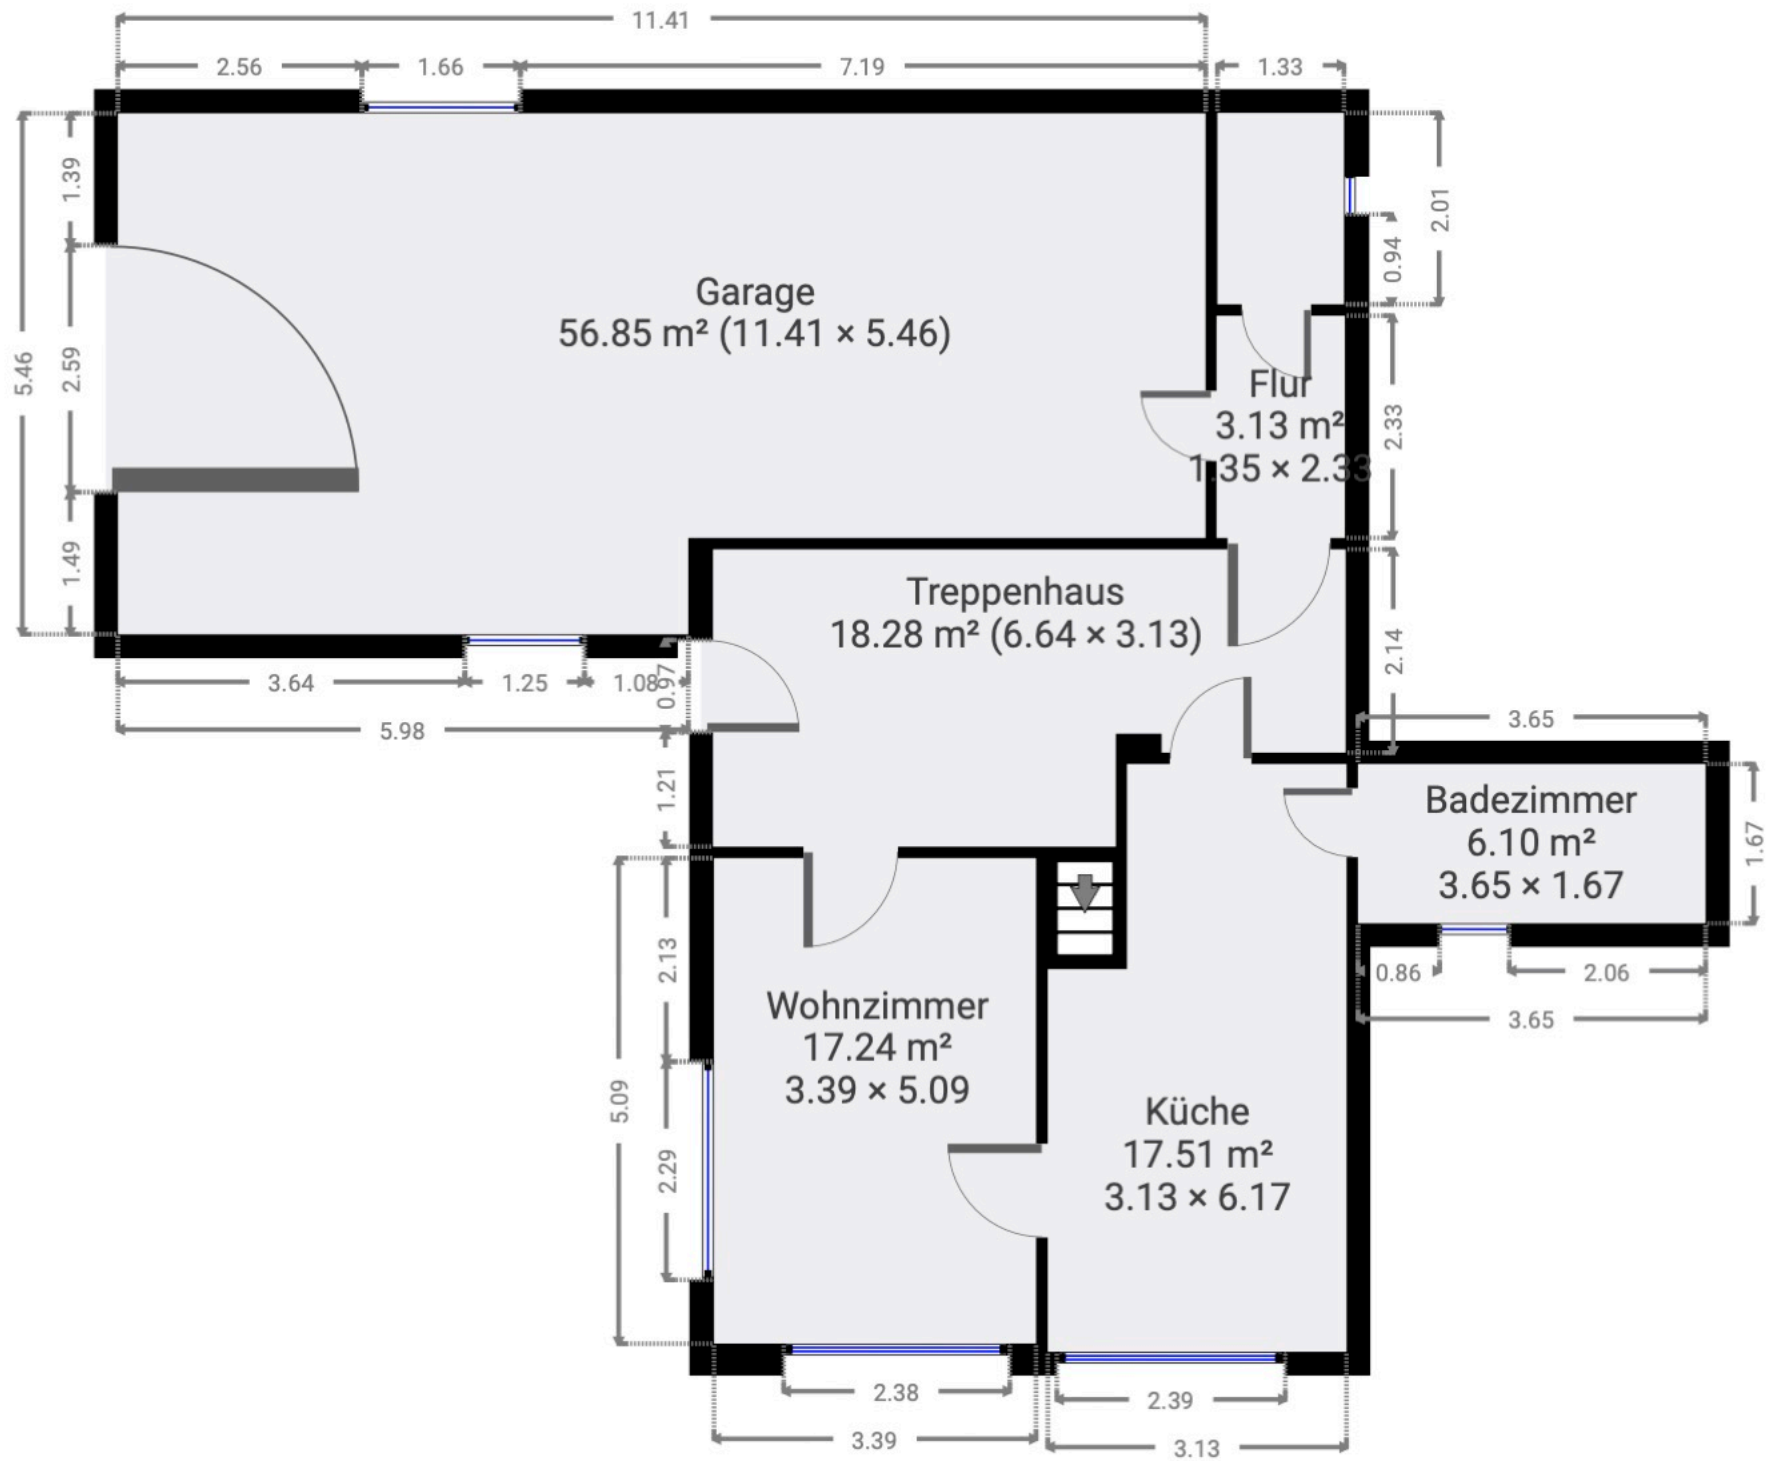 11.41
2.56
1.66
7.19
1.33
1.39
2.01
0.94
Garage
56.85 m² (11.41 × 5.46)
5.46
2.59
Flur
3.13 m²
1.35 × 2.33
2.33
1.49
Treppenhaus
18.28 m² (6.64 × 3.13)
2.14
3.64
1.25
1.08
0.97
5.98
3.65
1.21
Badezimmer
6.10 m²
3.65 × 1.67
1.67
2.13
0.86
2.06
3.65
Wohnzimmer
17.24 m²
3.39 × 5.09
5.09
Küche
17.51 m²
3.13 × 6.17
2.29
2.38
2.39
3.39
3.13